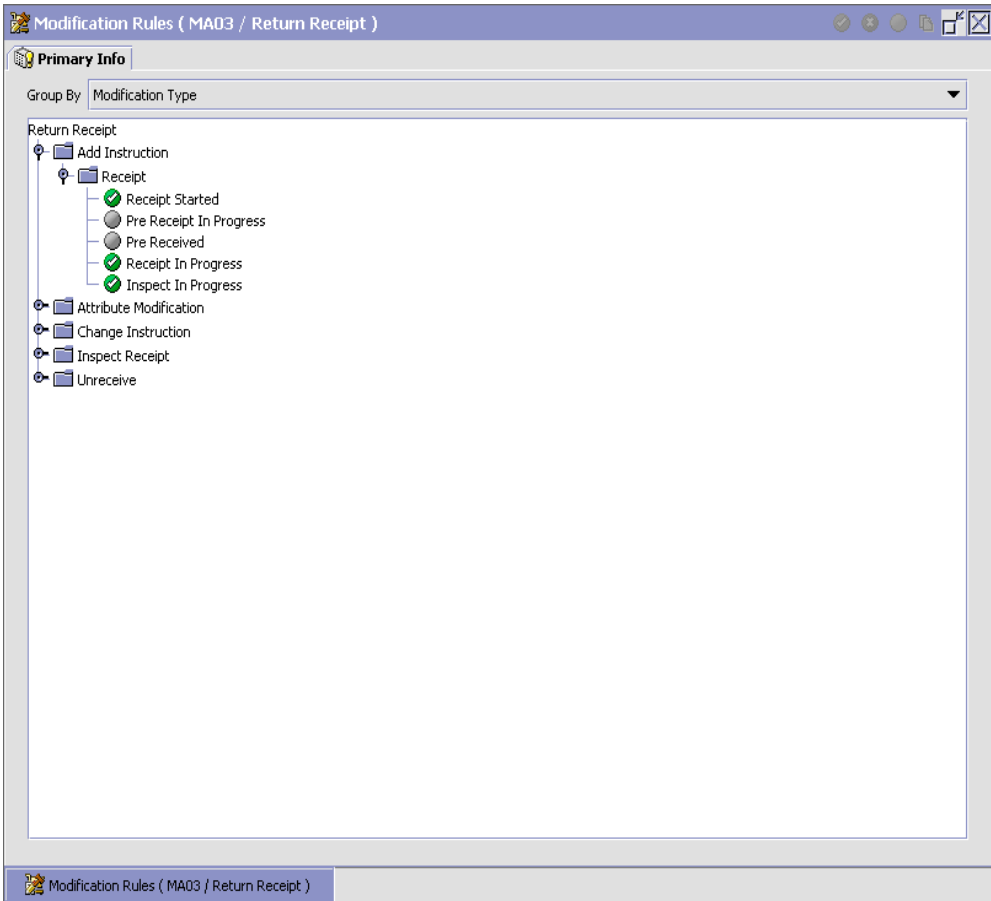 Modification Rules ( MA03 / Return Receipt )
Primary Info
Group By Modification Type
Return Receipt
Add Instruction
Receipt
Receipt Started
Pre Receipt In Progress
Pre Received
Receipt In Progress
Inspect In Progress
Attribute Modification
Change Instruction
Inspect Receipt
Unreceive
Modification Rules ( MA03 / Return Receipt )